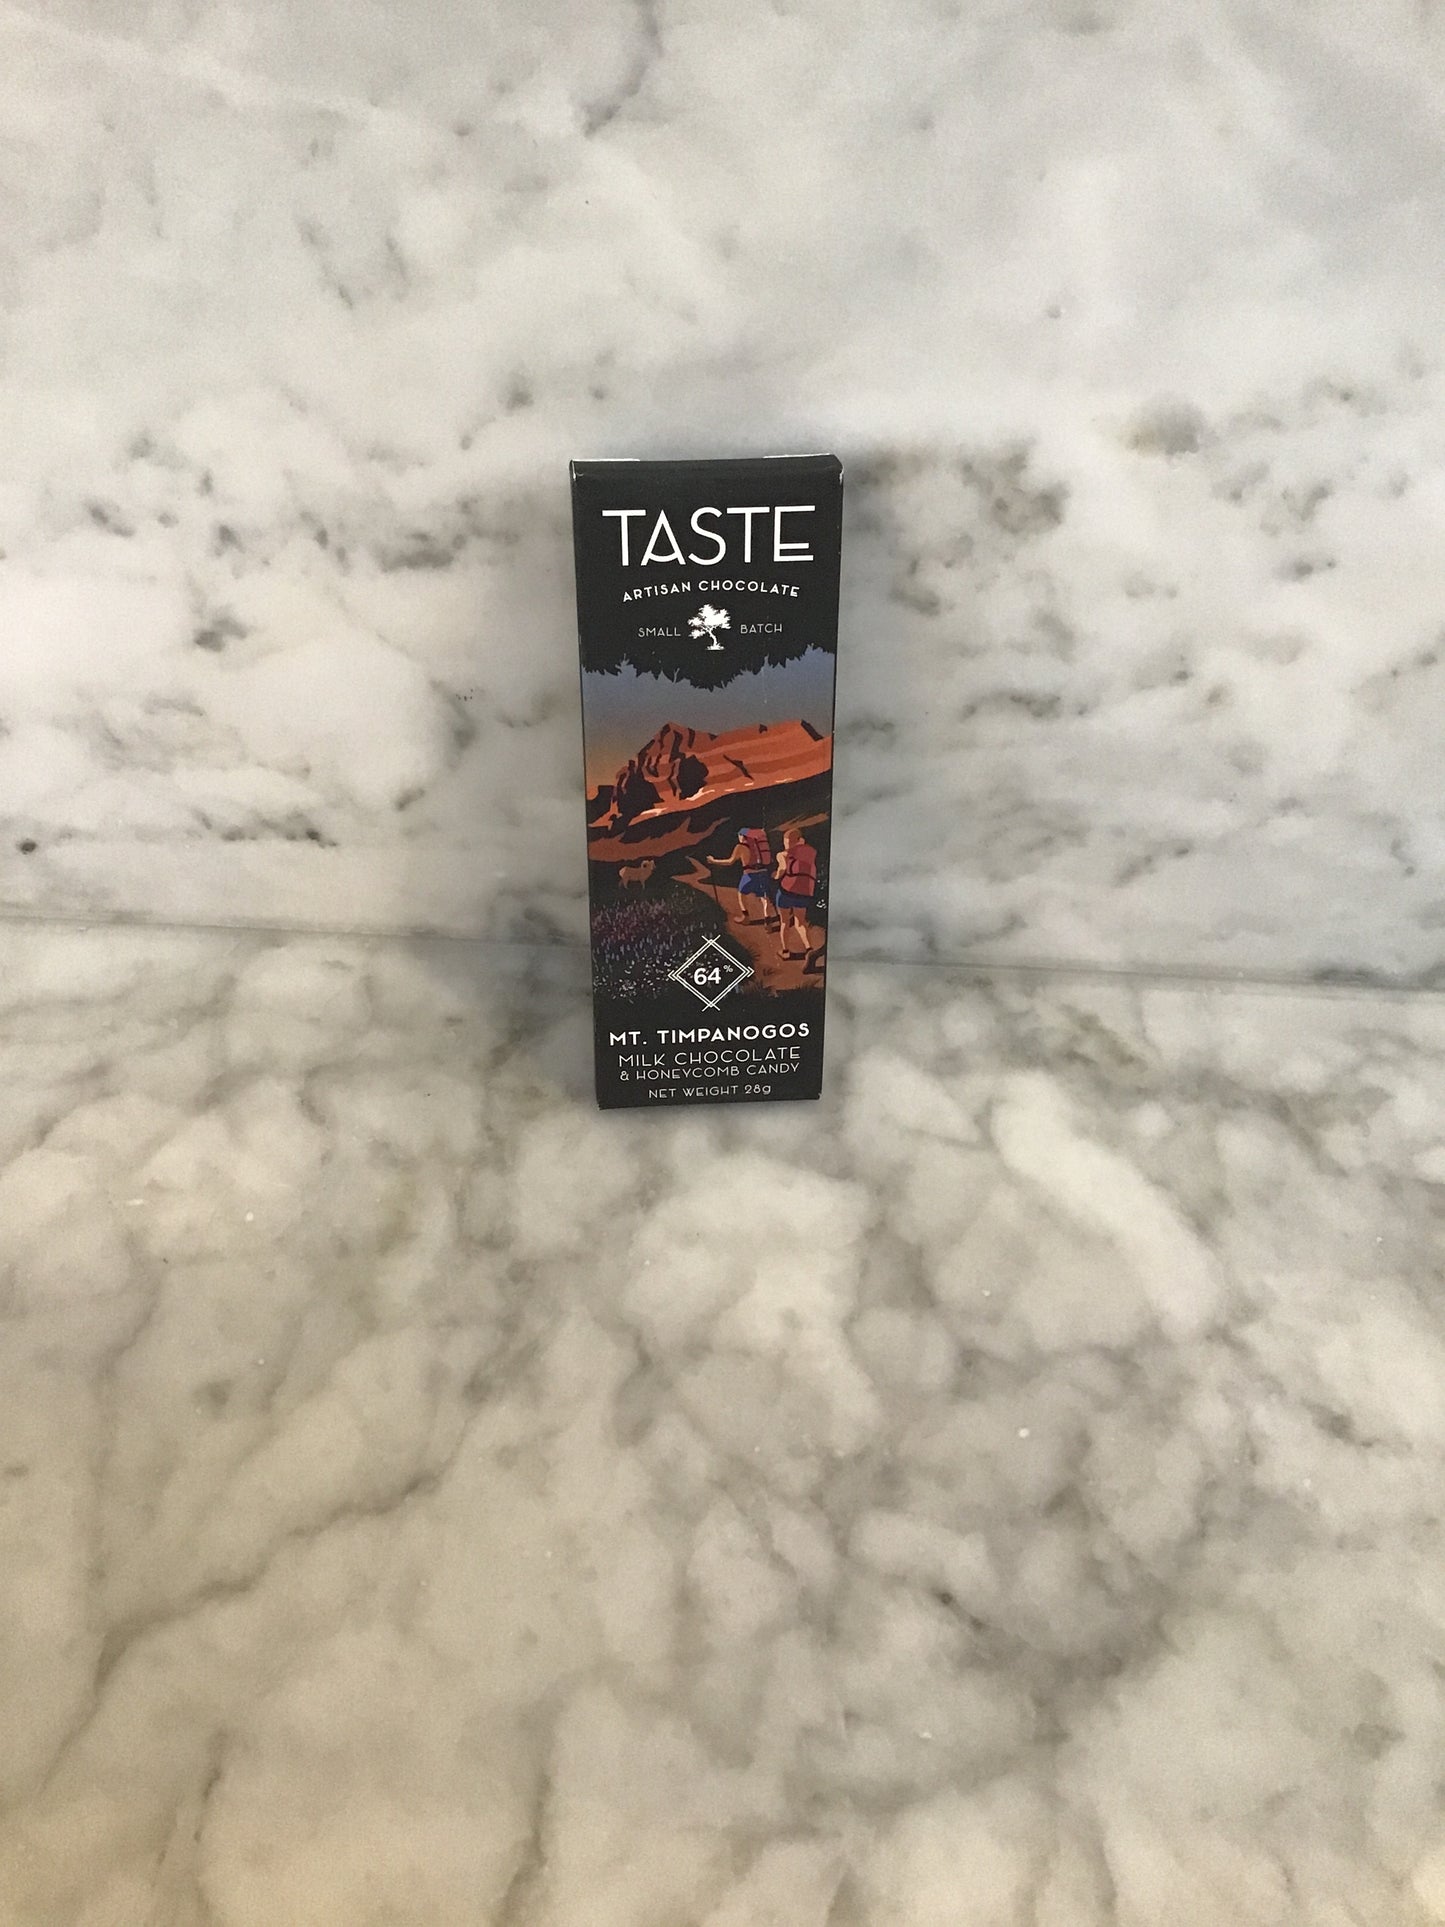 TASTE
ARTISAN CHOCOLATE
SMALL BATCH
64%
MT. TIMPANOGOS
MILK CHOCOLATE
& HONEYCOMB CANDY
NET WEIGHT 28g